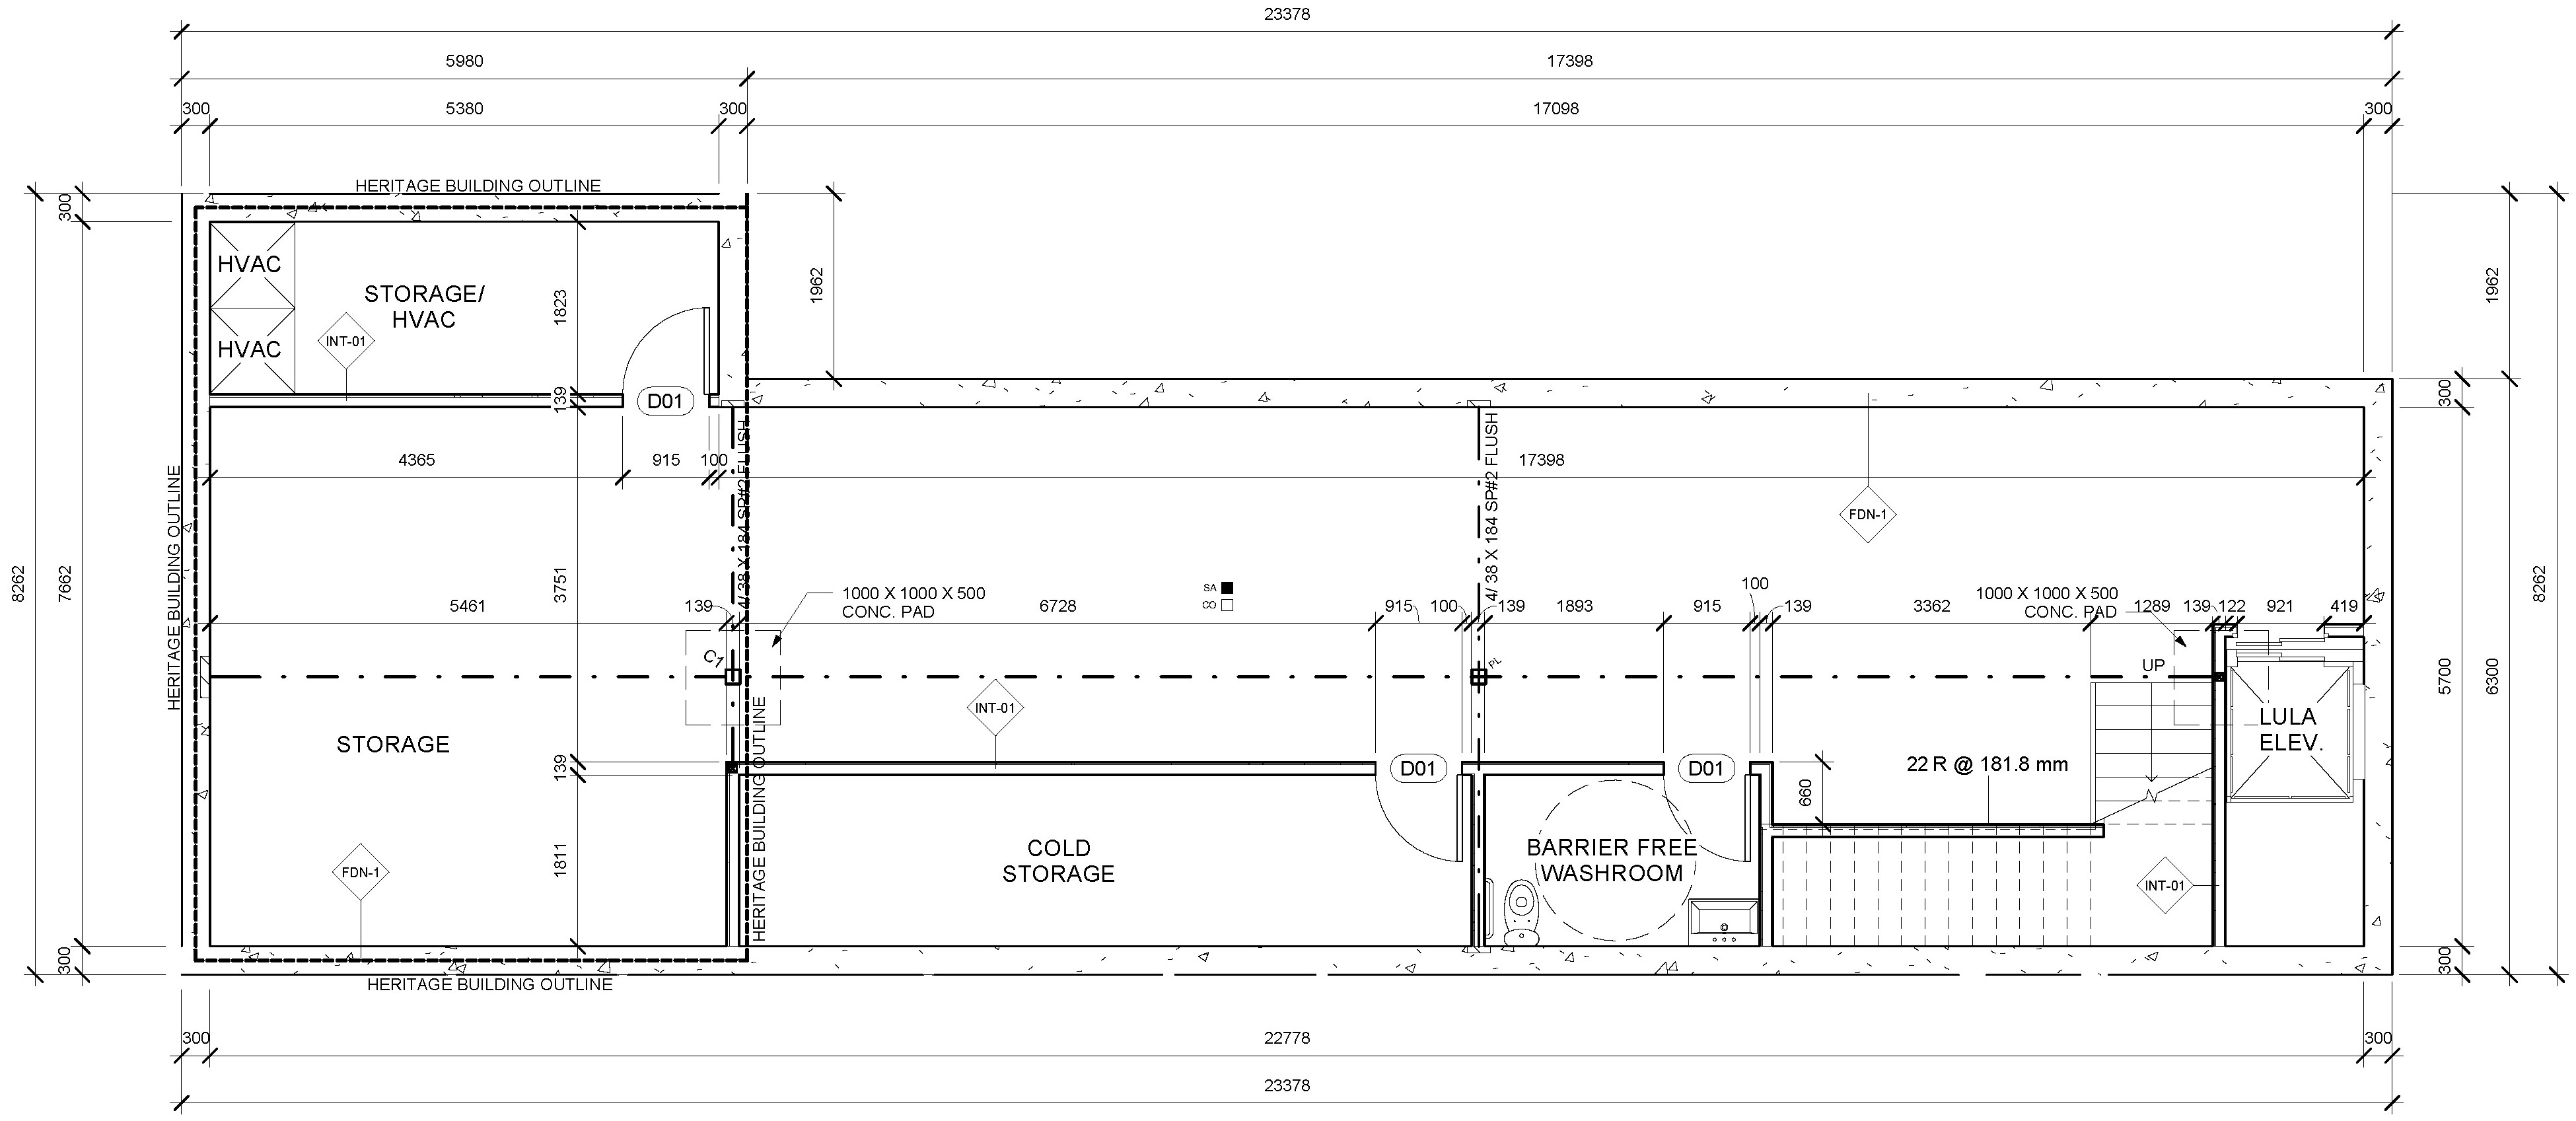 23378
5980
17398
300
5380
300
17098
300
HERITAGE BUILDING OUTLINE
300
HVAC
HVAC
STORAGE/
HVAC
INT-01
1823
1962
1962
139
D01
300
4365
915
100
17398
4/ 38 X 184 SP#2 FLUSH
4/ 38 X 184 SP#2 FLUSH
FDN-1
HERITAGE BUILDING OUTLINE
8262
7662
3751
1000 X 1000 X 500
CONC. PAD
SA
CO
1000 X 1000 X 500
CONC. PAD
5461
139
6728
915
100
139
1893
915
100
139
3362
1289
139
122
921
419
8262
5700
6300
C1
PL
UP
INT-01
STORAGE
HERITAGE BUILDING OUTLINE
139
D01
D01
22 R @ 181.8 mm
LULA
ELEV.
660
1811
COLD
STORAGE
BARRIER FREE
WASHROOM
FDN-1
INT-01
300
300
HERITAGE BUILDING OUTLINE
300
22778
300
23378